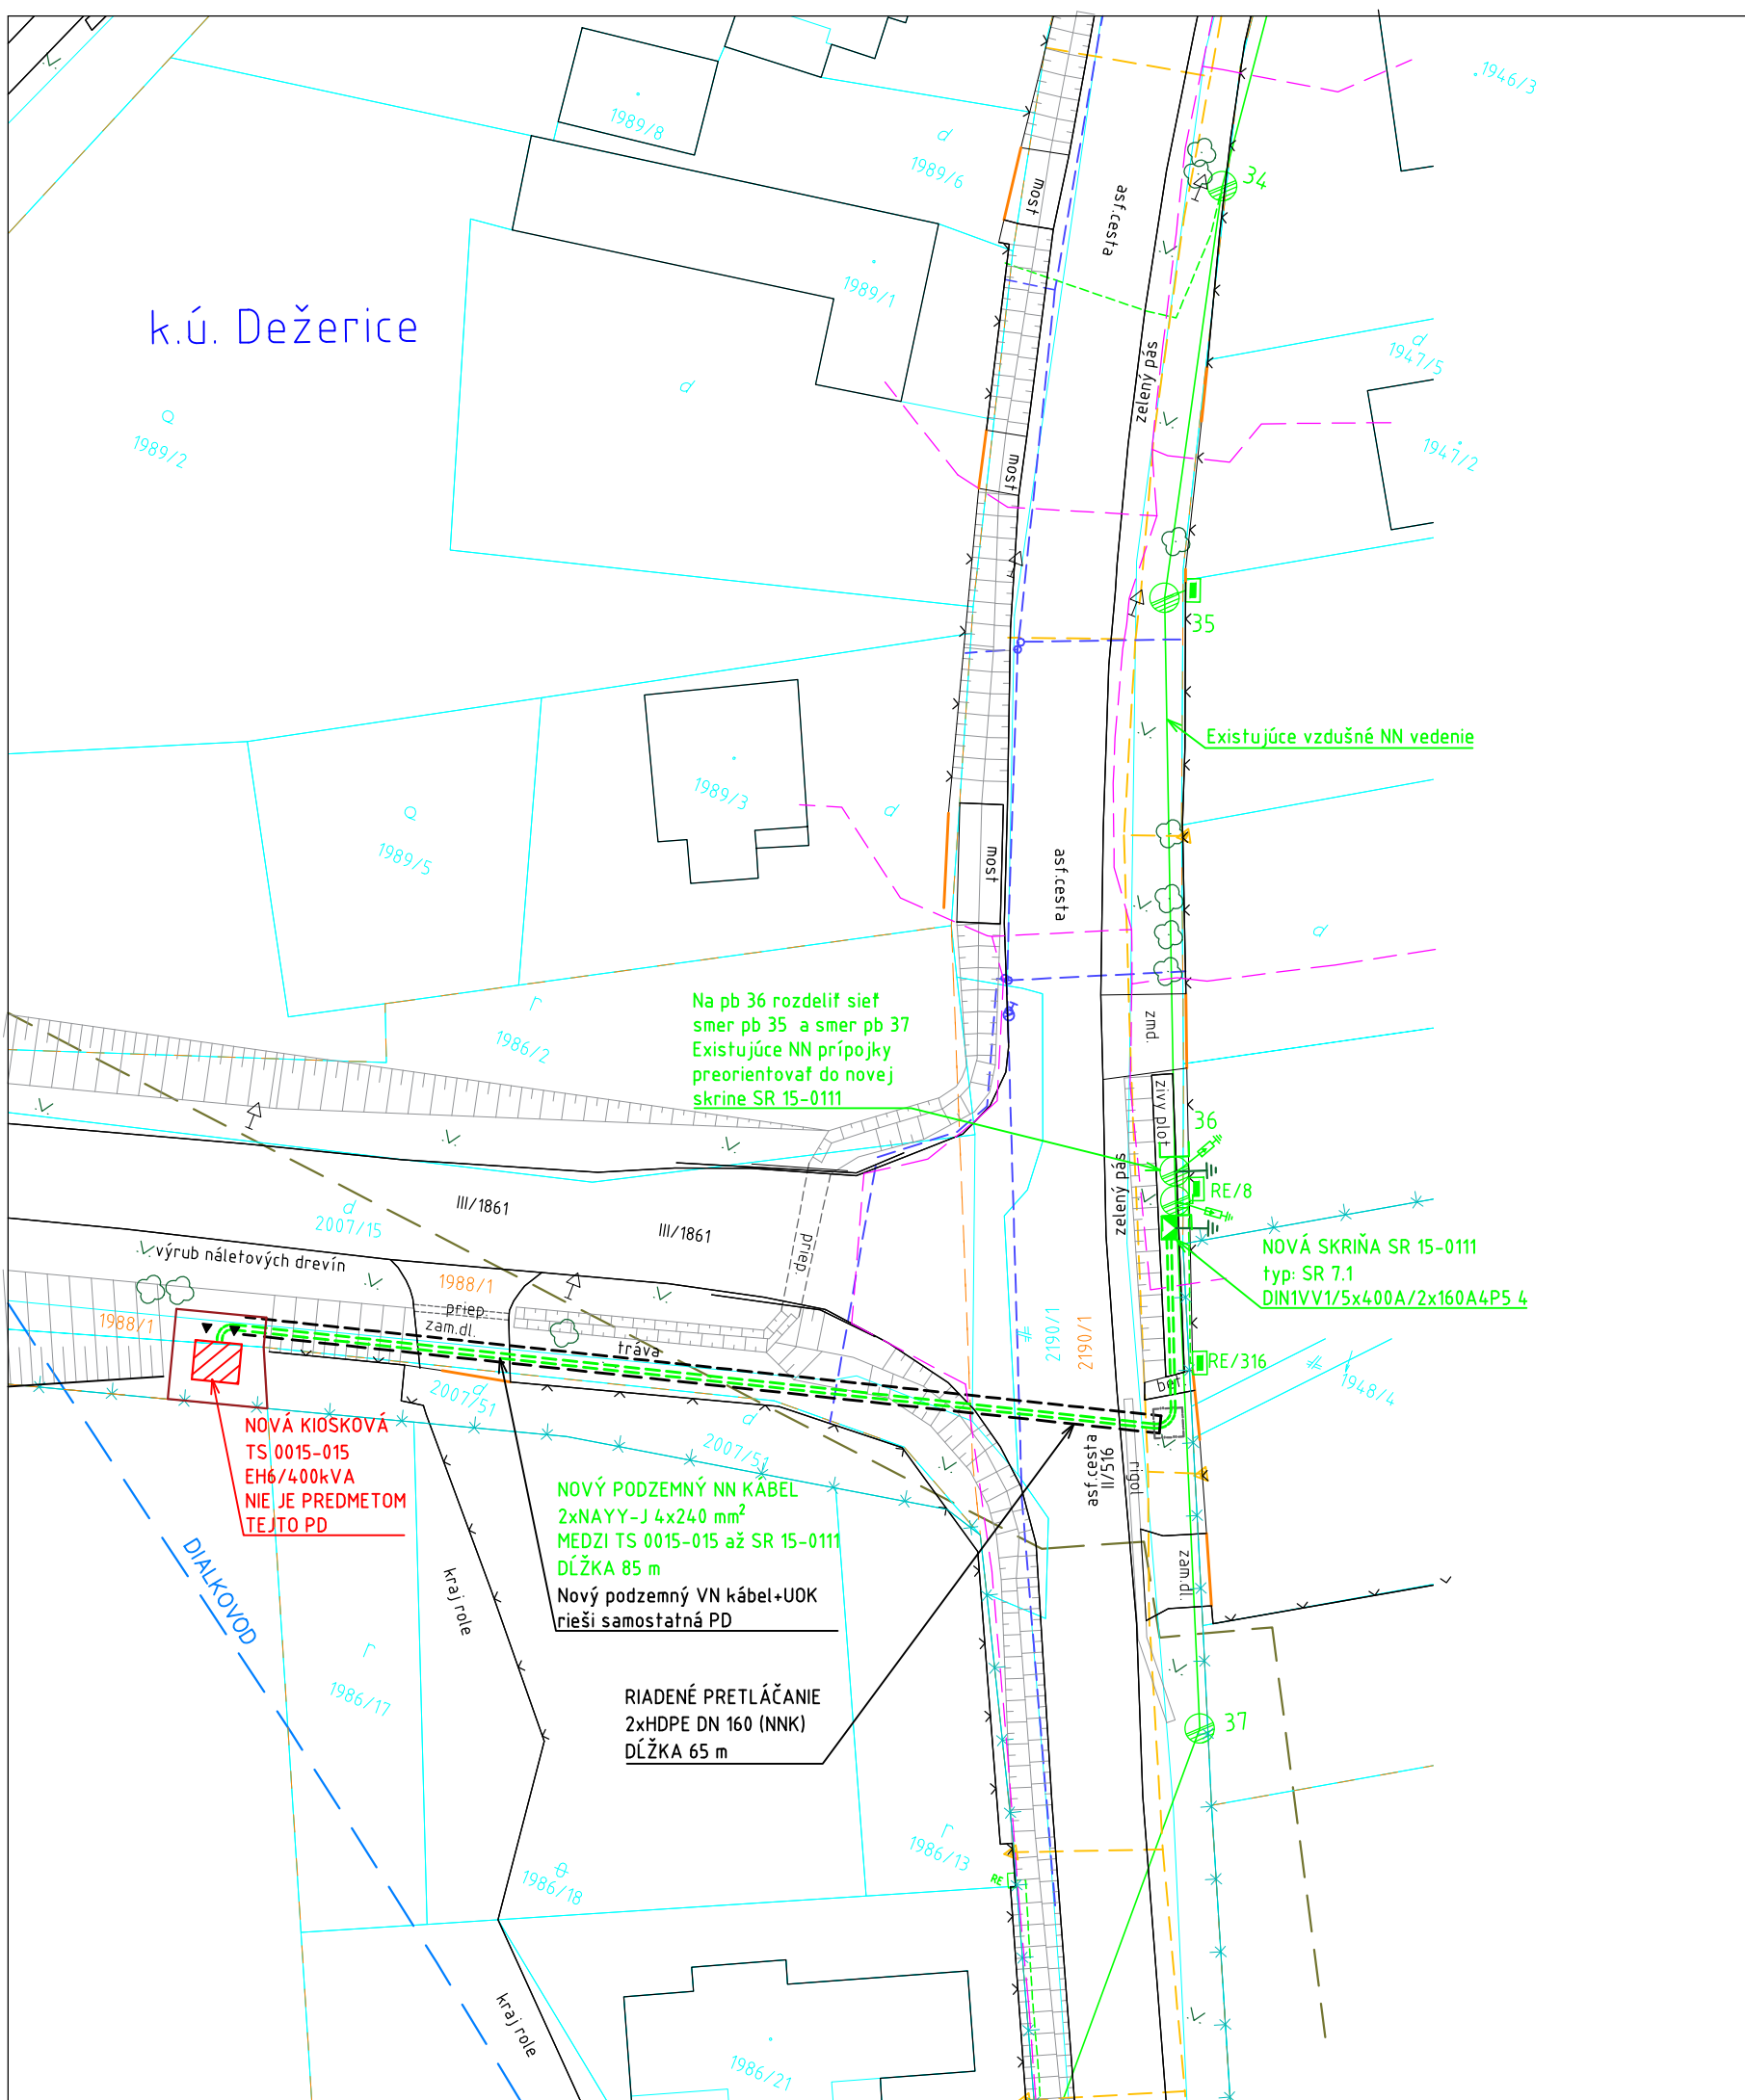 1946/3
1989/8
d
1989/6
34
most
asf.cesta
1989/1
k.ú. Dežerice
zelený pás
d
1947/5
d
1989/2
1947/2
most
35
Existujúce vzdušné NN vedenie
1989/3
d
1989/5
most
asf.cesta
d
r
1986/2
Na pb 36 rozdeliť sieť
smer pb 35 a smer pb 37
Existujúce NN prípojky
preorientovať do novej
skrine SR 15-0111
zmd.
zivy plot
36
zelený pás
RE/8
d
2007/15
III/1861
III/1861
priep.
výrub náletových drevín
NOVÁ SKRIŇA SR 15-0111
typ: SR 7.1
DIN1VV1/5x400A/2x160A4P5 4
1988/1
1988/1
priep.
zam.dl.
tráva
2190/1
2190/1
RE/316
bet.
1948/4
d
2007/51
d
2007/51
NOVÁ KIOSKOVÁ
TS 0015-015
EH6/400kVA
NIE JE PREDMETOM
TEJTO PD
asf.cesta
II/516
rigol
NOVÝ PODZEMNÝ NN KÁBEL
2xNAYY-J 4x240 mm²
MEDZI TS 0015-015 až SR 15-0111
DĹŽKA 85 m
Nový podzemný VN kábel+UOK
rieši samostatná PD
DIALKOVOD
kraj role
zam.dl.
r
1986/17
RIADENÉ PRETLÁČANIE
2xHDPE DN 160 (NNK)
DĹŽKA 65 m
37
r
1986/13
RE
1986/18
kraj role
1986/21